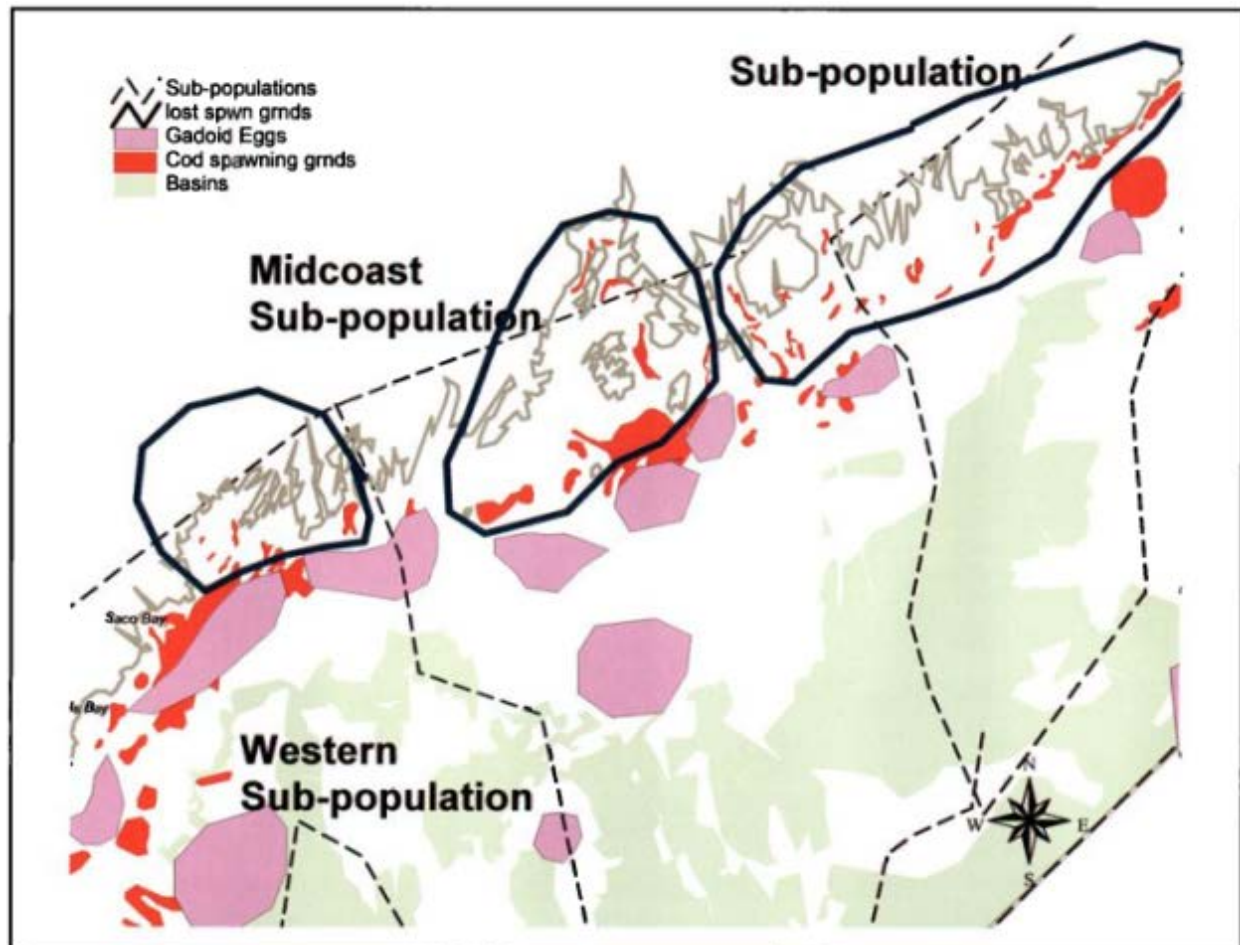 Sub-populations
lost spwn grnds
Gadoid Eggs
Cod spawning grnds
Basins
Sub-population
Midcoast
Sub-population
Saco Bay
Bay
Western
Sub-population
N
W
E
S